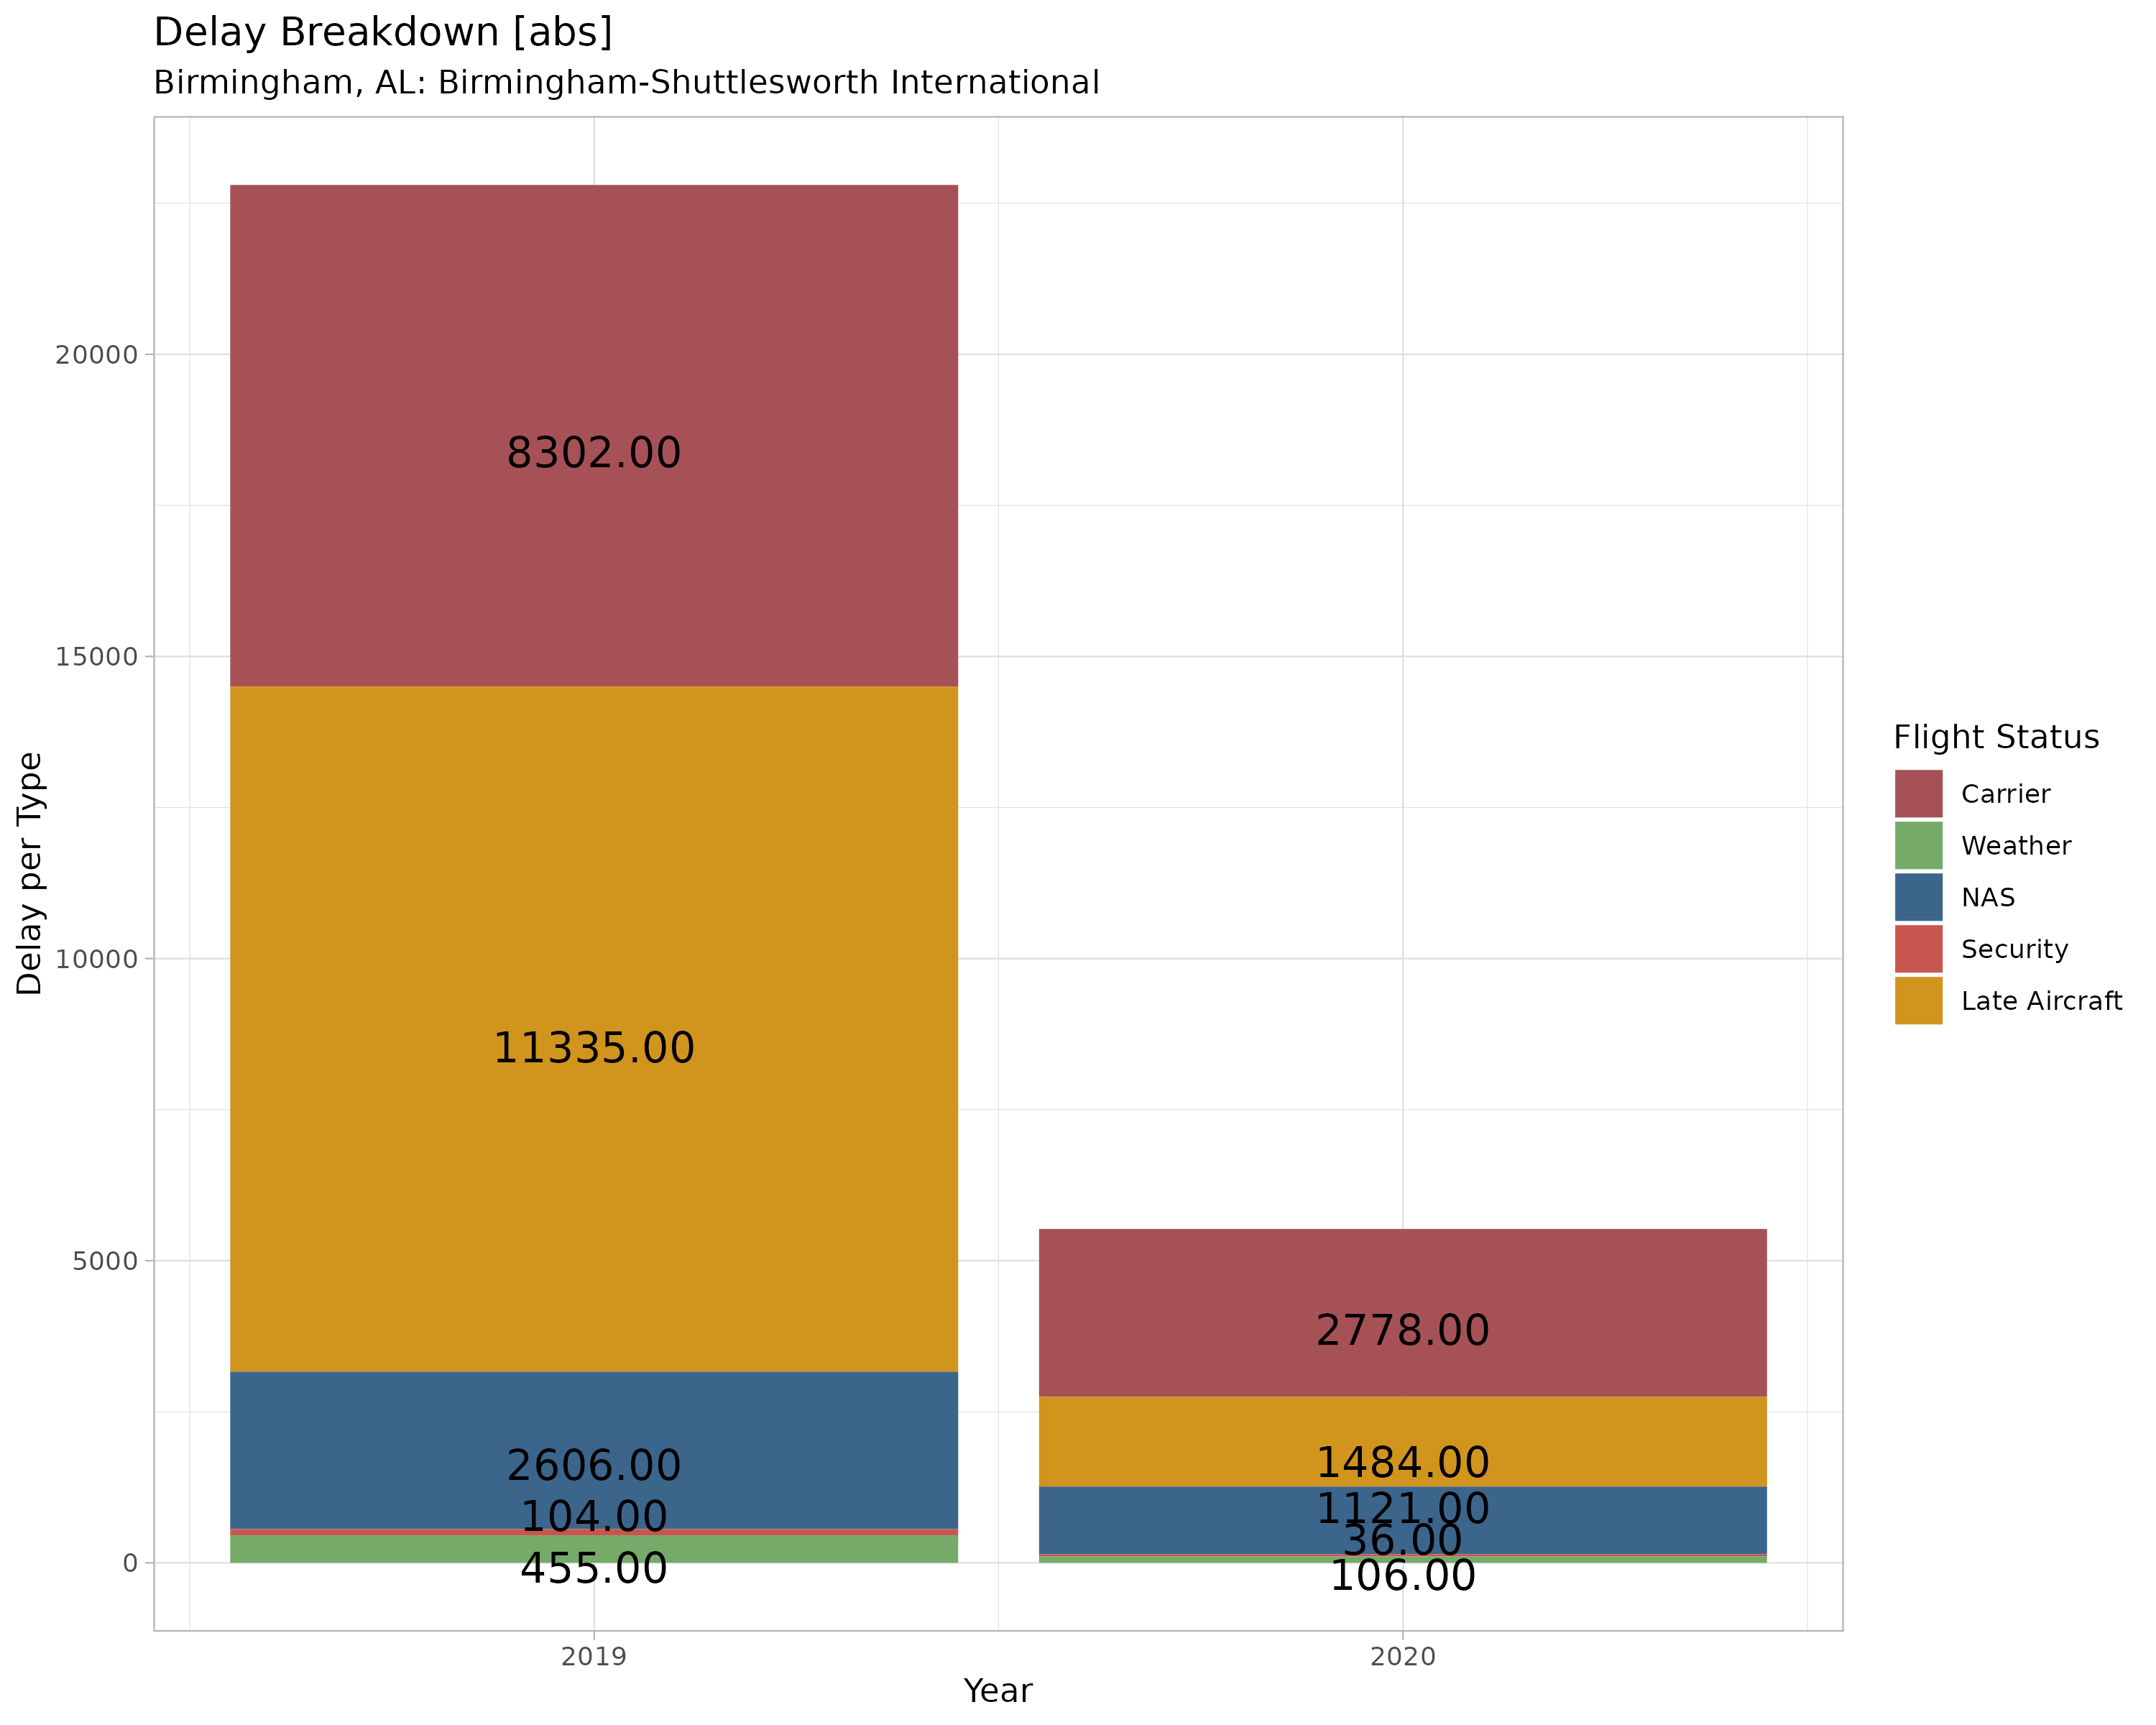 Delay Breakdown [abs]
Birmingham, AL: Birmingham-Shuttlesworth International
Delay per Type
20000
15000
10000
5000
0
8302.00
11335.00
2606.00
104.00
455.00
2778.00
1484.00
1121.00
36.00
106.00
2019
2020
Year
Flight Status
Carrier
Weather
NAS
Security
Late Aircraft